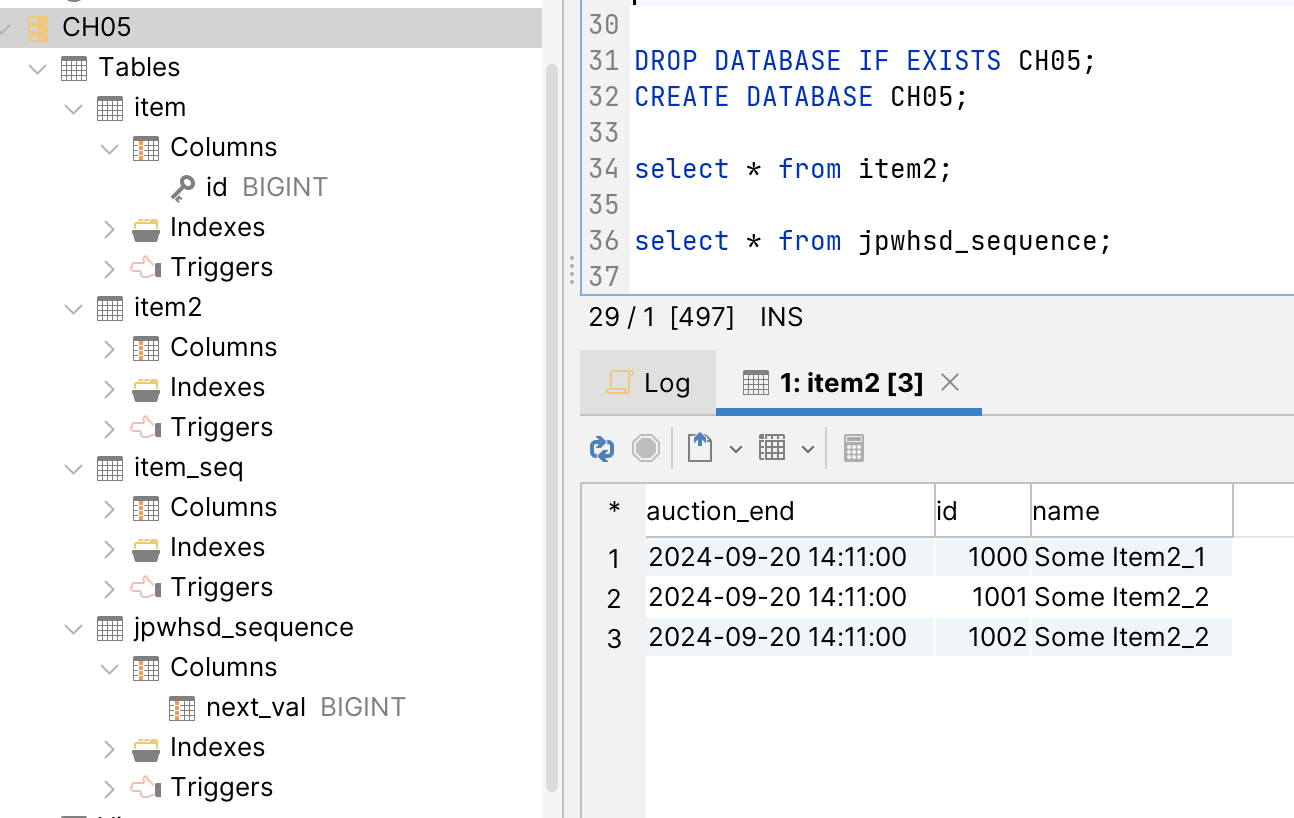 CH05
Tables
item
Columns
id BIGINT
Indexes
Triggers
item2
Columns
Indexes
Triggers
item_seq
Columns
Indexes
Triggers
jpwhsd_sequence
Columns
next_val BIGINT
Indexes
Triggers
30
31 DROP DATABASE IF EXISTS CH05;
32 CREATE DATABASE CH05;
33
34 select * from item2;
35
36 select * from jpwhsd_sequence;
37
29 / 1 [497] INS
Log 1: item2 [3]
* auction_end id name
1 2024-09-20 14:11:00 1000 Some Item2_1
2 2024-09-20 14:11:00 1001 Some Item2_2
3 2024-09-20 14:11:00 1002 Some Item2_2